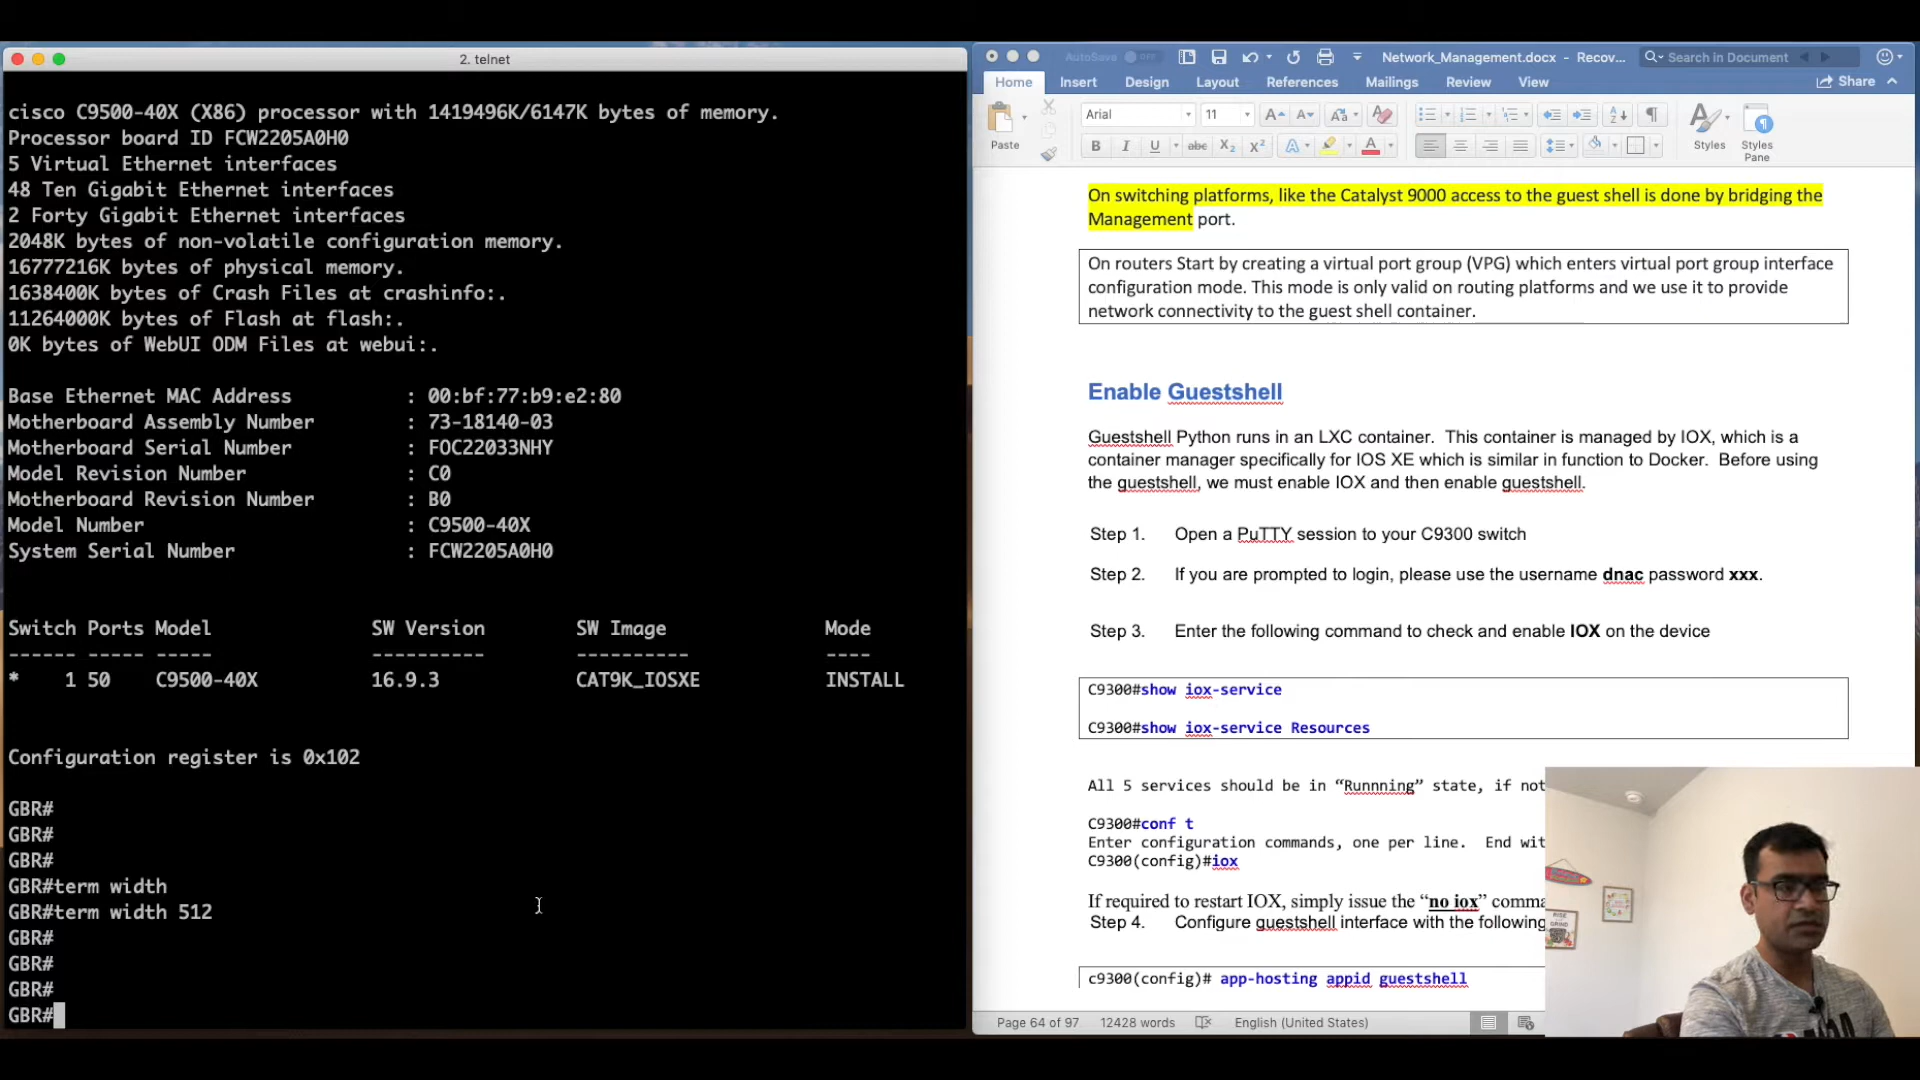 2. telnet
cisco C9500-40X (X86) processor with 1419496K/6147K bytes of memory.
Processor board ID FCW2205A0H0
5 Virtual Ethernet interfaces
48 Ten Gigabit Ethernet interfaces
2 Forty Gigabit Ethernet interfaces
2048K bytes of non-volatile configuration memory.
16777216K bytes of physical memory.
1638400K bytes of Crash Files at crashinfo:.
11264000K bytes of Flash at flash:.
0K bytes of WebUI ODM Files at webui:.
Base Ethernet MAC Address : 00:bf:77:b9:e2:80
Motherboard Assembly Number : 73-18140-03
Motherboard Serial Number : FOC22033NHY
Model Revision Number : C0
Motherboard Revision Number : B0
Model Number : C9500-40X
System Serial Number : FCW2205A0H0
Switch Ports Model SW Version SW Image Mode
------ ----- ----- ---------- ---------- ----
* 1 50 C9500-40X 16.9.3 CAT9K_IOSXE INSTALL
Configuration register is 0x102
GBR#
GBR#
GBR#
GBR#term width
GBR#term width 512
GBR#
GBR#
GBR#
GBR#
AutoSave OFF Network_Management.docx - Recov... Search in Document
Home Insert Design Layout References Mailings Review View Share
Paste Arial 11 Styles Styles Pane
On switching platforms, like the Catalyst 9000 access to the guest shell is done by bridging the
Management port.
On routers Start by creating a virtual port group (VPG) which enters virtual port group interface
configuration mode. This mode is only valid on routing platforms and we use it to provide
network connectivity to the guest shell container.
Enable Guestshell
Guestshell Python runs in an LXC container. This container is managed by IOX, which is a
container manager specifically for IOS XE which is similar in function to Docker. Before using
the guestshell, we must enable IOX and then enable guestshell.
Step 1. Open a PuTTY session to your C9300 switch
Step 2. If you are prompted to login, please use the username dnac password xxx.
Step 3. Enter the following command to check and enable IOX on the device
C9300#show iox-service
C9300#show iox-service Resources
All 5 services should be in “Runnning” state, if not
C9300#conf t
Enter configuration commands, one per line. End wit
C9300(config)#iox
If required to restart IOX, simply issue the “no iox” comma
Step 4. Configure guestshell interface with the following
c9300(config)# app-hosting appid guestshell
Page 64 of 97 12428 words English (United States)
RISE
GRIND